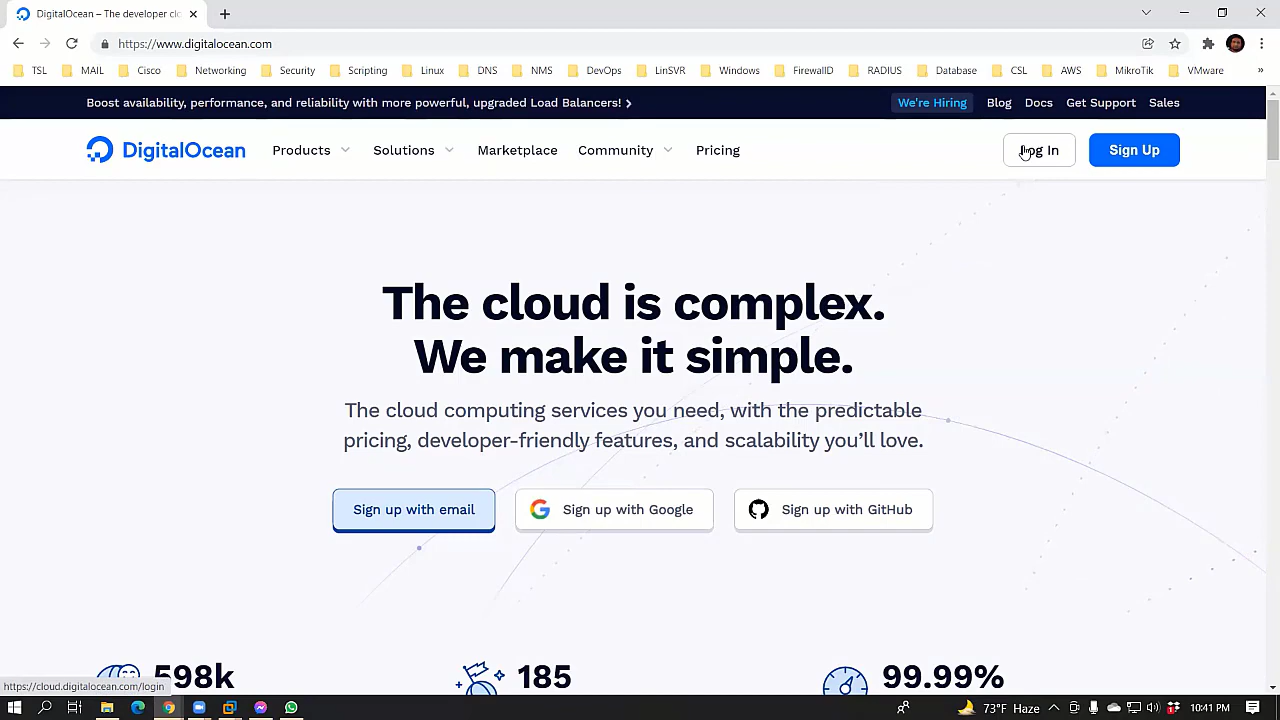 DigitalOcean – The developer clo
https://www.digitalocean.com
TSL MAIL Cisco Networking Security Scripting Linux DNS NMS DevOps LinSVR Windows FirewallD RADIUS Database CSL AWS MikroTik VMware »
Boost availability, performance, and reliability with more powerful, upgraded Load Balancers!
We're Hiring Blog Docs Get Support Sales
DigitalOcean Products Solutions Marketplace Community Pricing Log In Sign Up
The cloud is complex.
We make it simple.
The cloud computing services you need, with the predictable
pricing, developer-friendly features, and scalability you'll love.
Sign up with email Sign up with Google Sign up with GitHub
598k 185 99.99%
https://cloud.digitalocean.com/login
73°F Haze 10:41 PM